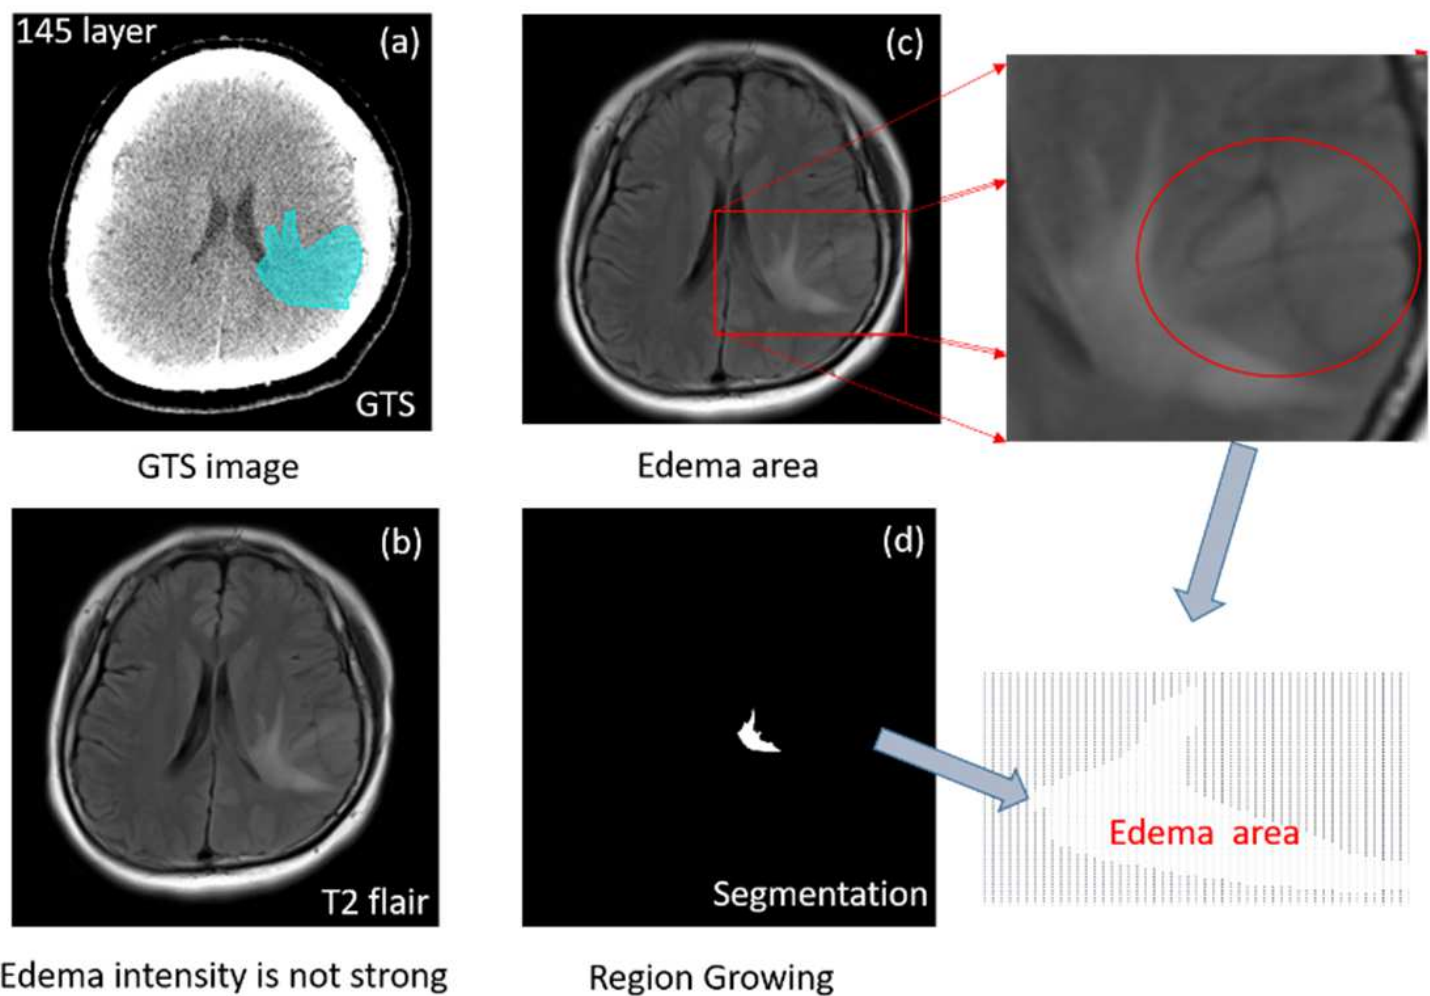 145 layer
(a)
GTS
GTS image
(c)
Edema area
(b)
T2 flair
Edema intensity is not strong
(d)
Segmentation
Region Growing
Edema area